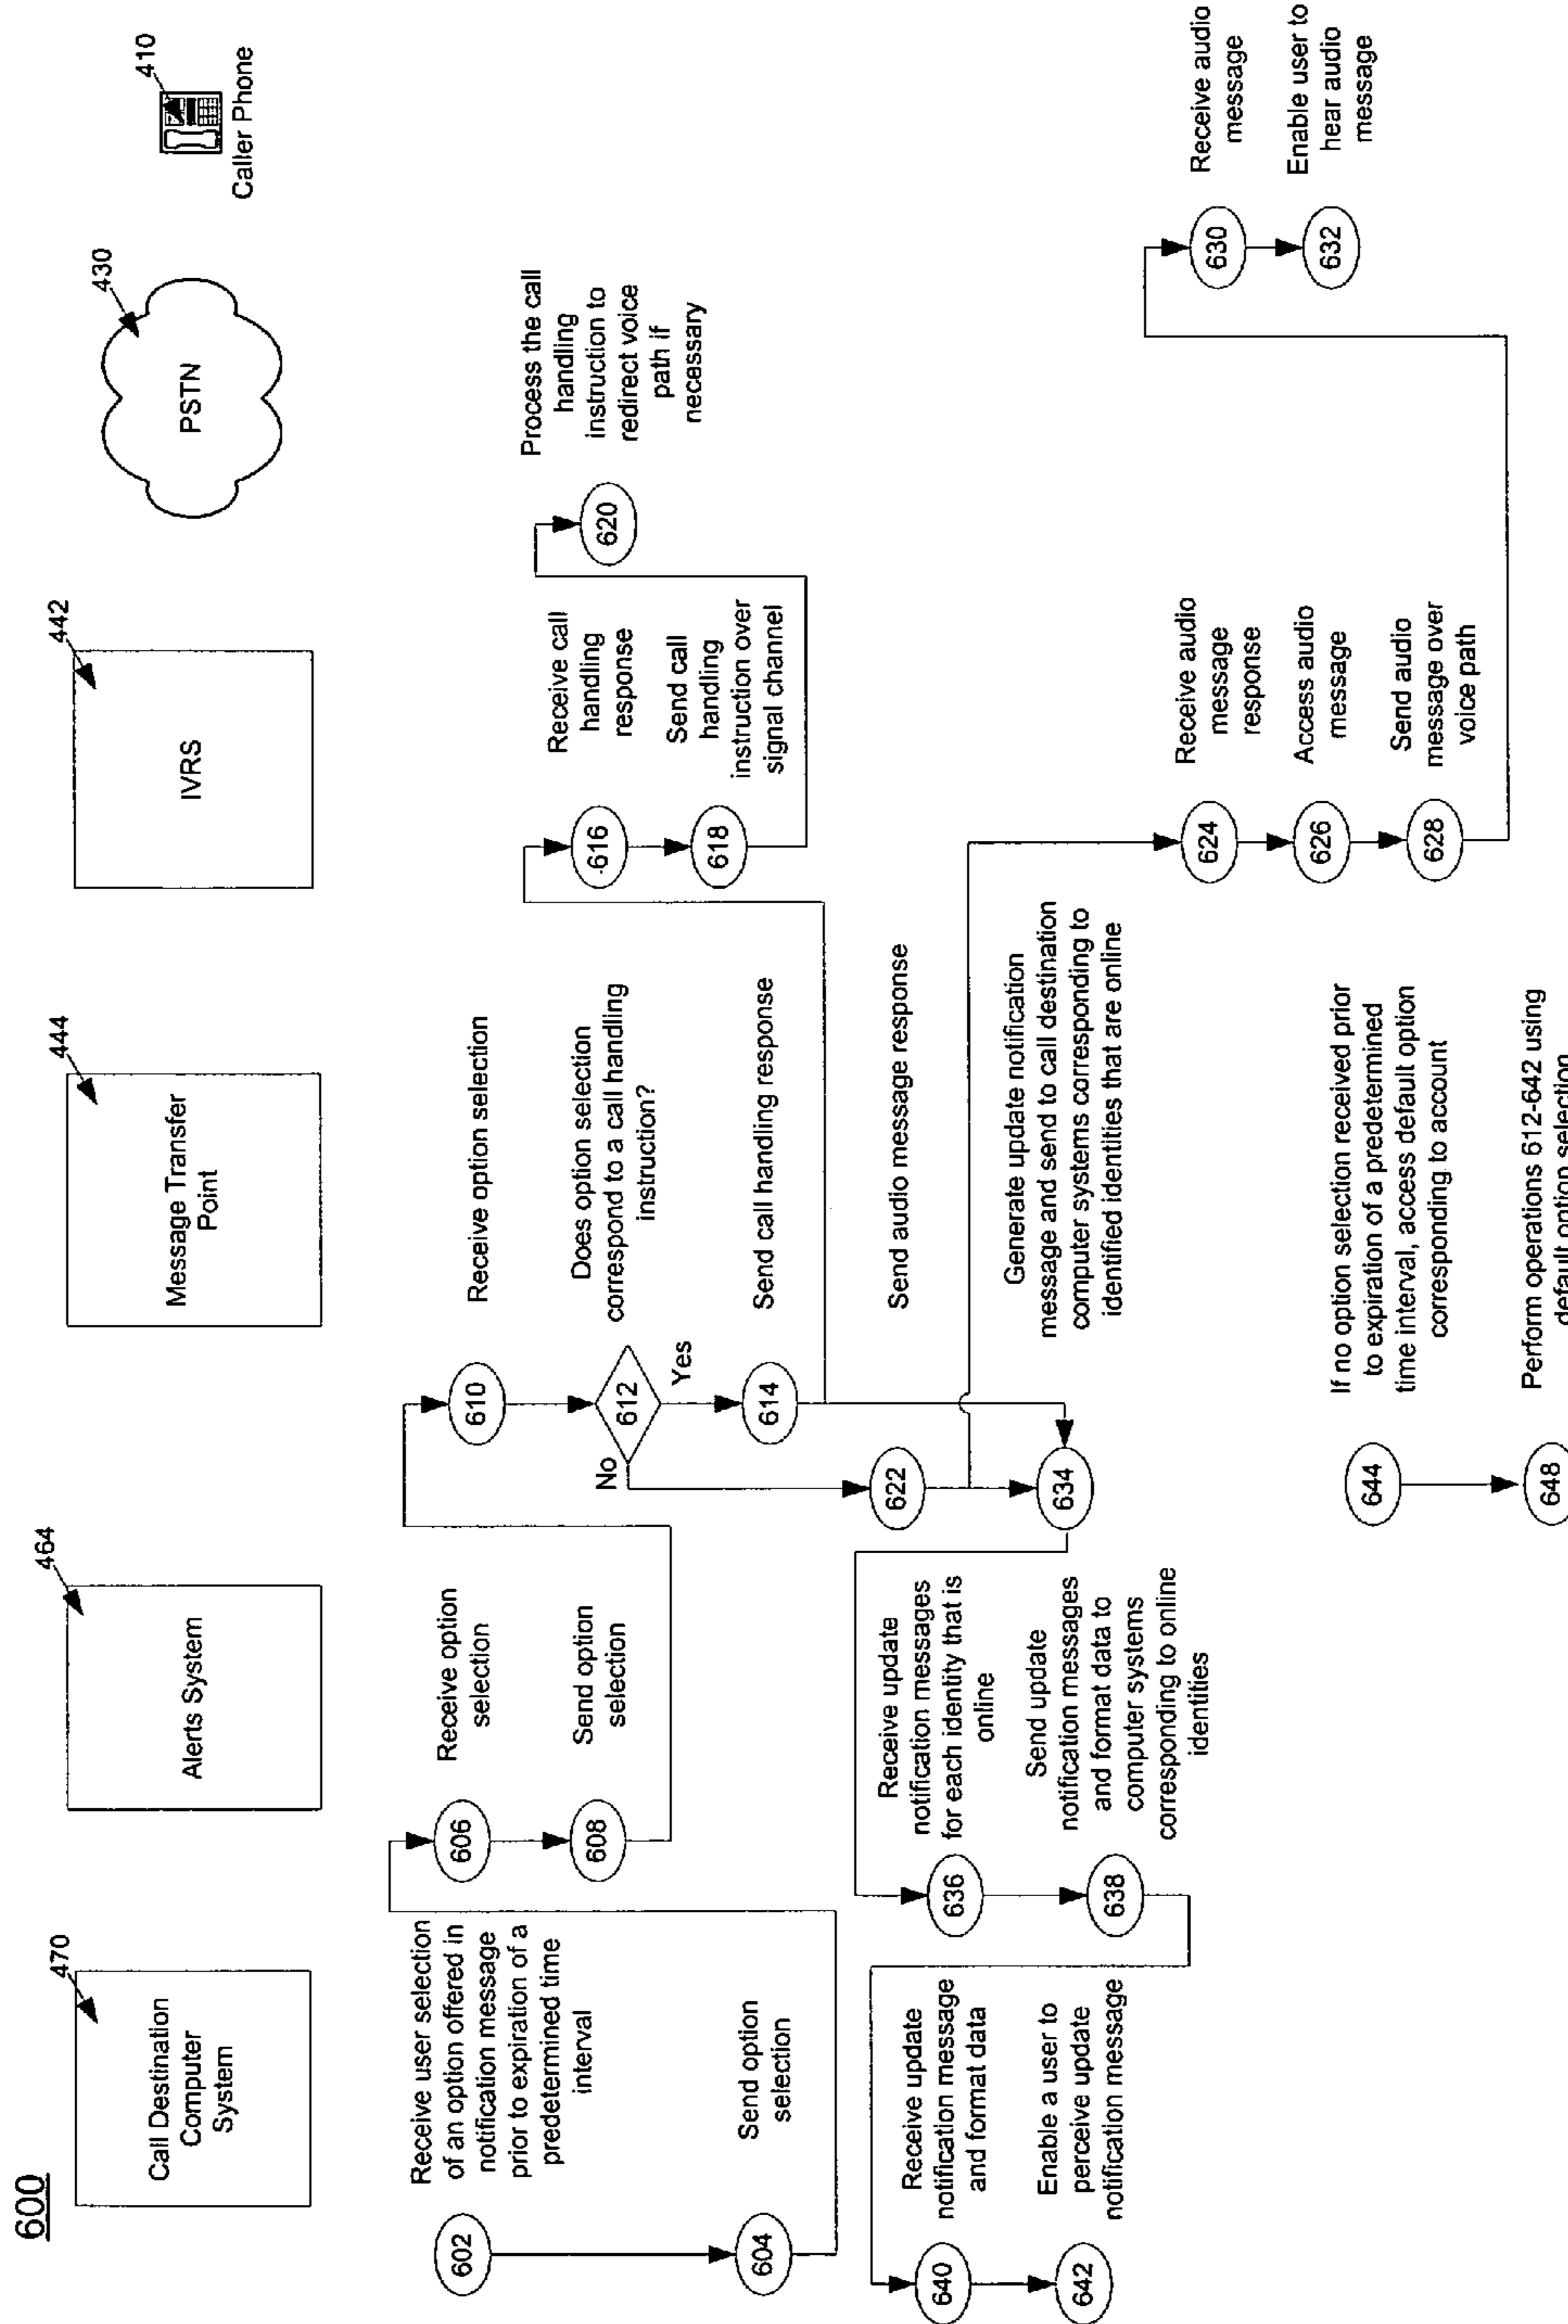 600
470
Call Destination
Computer
System
464
Alerts System
444
Message Transfer
Point
442
IVRS
430
PSTN
410
Caller Phone
602
Receive user selection
of an option offered in
notification message
prior to expiration of a
predetermined time
interval
604
Send option
selection
606
Receive option
selection
608
Send option
selection
610
Receive option selection
612
Does option selection
correspond to a call handling
instruction?
Yes
No
614
Send call handling response
616
Receive call
handling
response
618
Send call
handling
instruction over
signal channel
620
Process the call
handling
instruction to
redirect voice
path if
necessary
622
Send audio message response
624
Receive audio
message
response
626
Access audio
message
628
Send audio
message over
voice path
630
Receive audio
message
632
Enable user to
hear audio
message
634
Generate update notification
message and send to call destination
computer systems corresponding to
identified identities that are online
636
Receive update
notification messages
for each identity that is
online
638
Send update
notification messages
and format data to
computer systems
corresponding to online
identities
640
Receive update
notification message
and format data
642
Enable a user to
perceive update
notification message
644
If no option selection received prior
to expiration of a predetermined
time interval, access default option
corresponding to account
648
Perform operations 612-642 using
default option selection